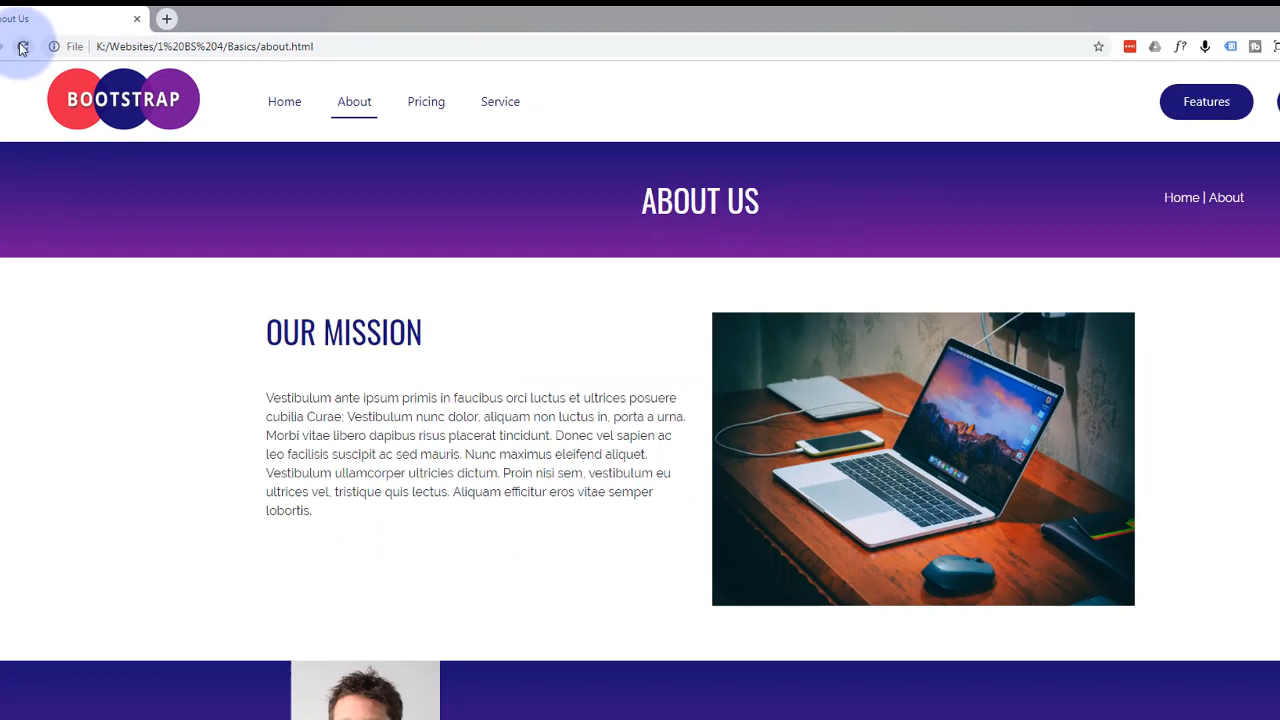 bout Us
File K:/Websites/1%20BS%204/Basics/about.html
BOOTSTRAP
Home About Pricing Service
Features
ABOUT US
Home | About
OUR MISSION
Vestibulum ante ipsum primis in faucibus orci luctus et ultrices posuere
cubilia Curae; Vestibulum nunc dolor, aliquam non luctus in, porta a urna.
Morbi vitae libero dapibus risus placerat tincidunt. Donec vel sapien ac
leo facilisis suscipit ac sed mauris. Nunc maximus eleifend aliquet.
Vestibulum ullamcorper ultricies dictum. Proin nisi sem, vestibulum eu
ultrices vel, tristique quis lectus. Aliquam efficitur eros vitae semper
lobortis.